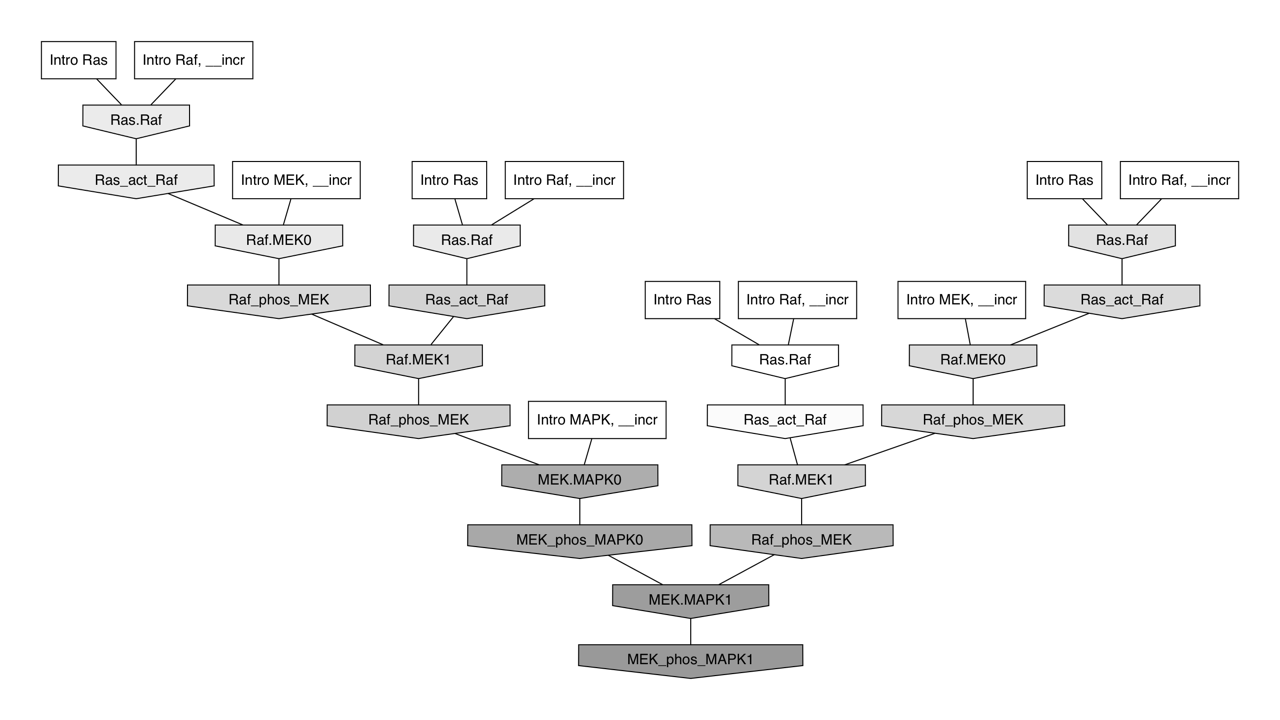 Intro Ras
Intro Raf, __incr
Ras.Raf
Ras_act_Raf
Intro MEK, __incr
Intro Ras
Intro Raf, __incr
Intro Ras
Intro Raf, __incr
Raf.MEK0
Ras.Raf
Ras.Raf
Raf_phos_MEK
Ras_act_Raf
Intro Ras
Intro Raf, __incr
Intro MEK, __incr
Ras_act_Raf
Raf.MEK1
Ras.Raf
Raf.MEK0
Raf_phos_MEK
Intro MAPK, __incr
Ras_act_Raf
Raf_phos_MEK
MEK.MAPK0
Raf.MEK1
MEK_phos_MAPK0
Raf_phos_MEK
MEK.MAPK1
MEK_phos_MAPK1